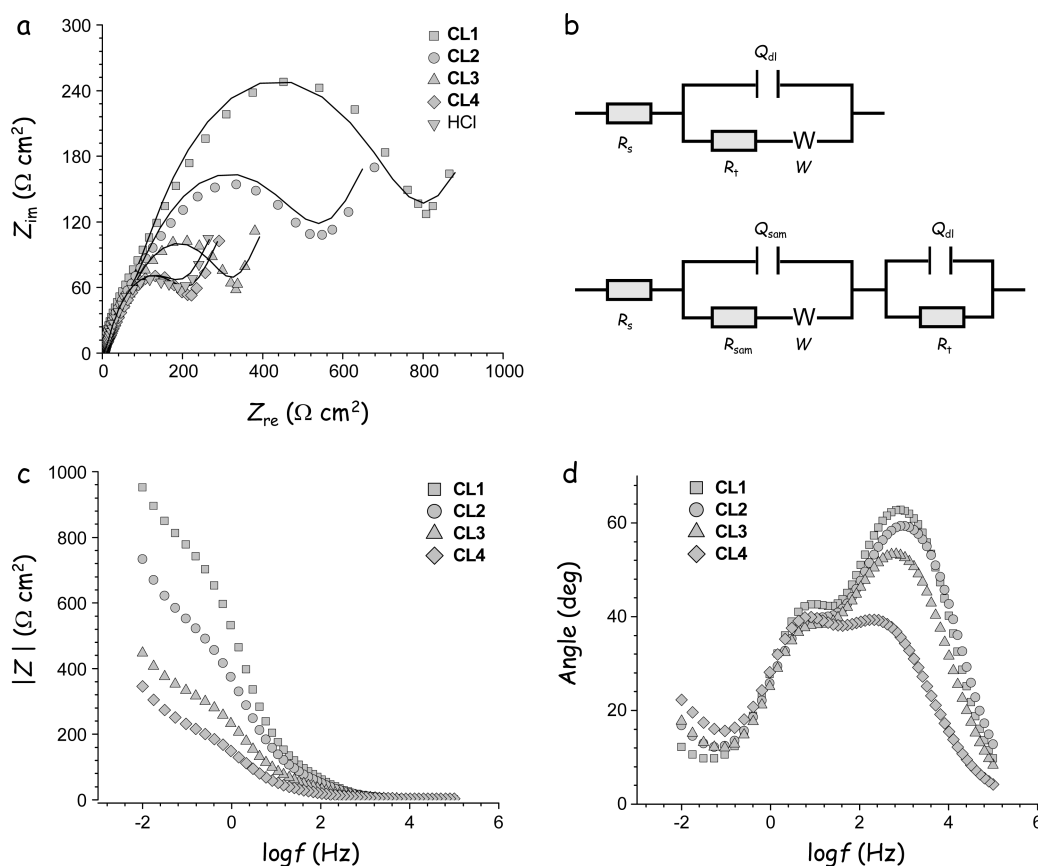 a
300
240
180
120
60
0
Z_im (Ω cm²)
0 200 400 600 800 1000
Z_re (Ω cm²)
CL1
CL2
CL3
CL4
HCl
b
Q_dl
R_s
R_t W
Q_sam Q_dl
R_s
R_sam W R_t
c
1000
800
600
400
200
0
|Z| (Ω cm²)
-2 0 2 4 6
logf (Hz)
CL1
CL2
CL3
CL4
d
60
40
20
0
Angle (deg)
-2 0 2 4 6
logf (Hz)
CL1
CL2
CL3
CL4